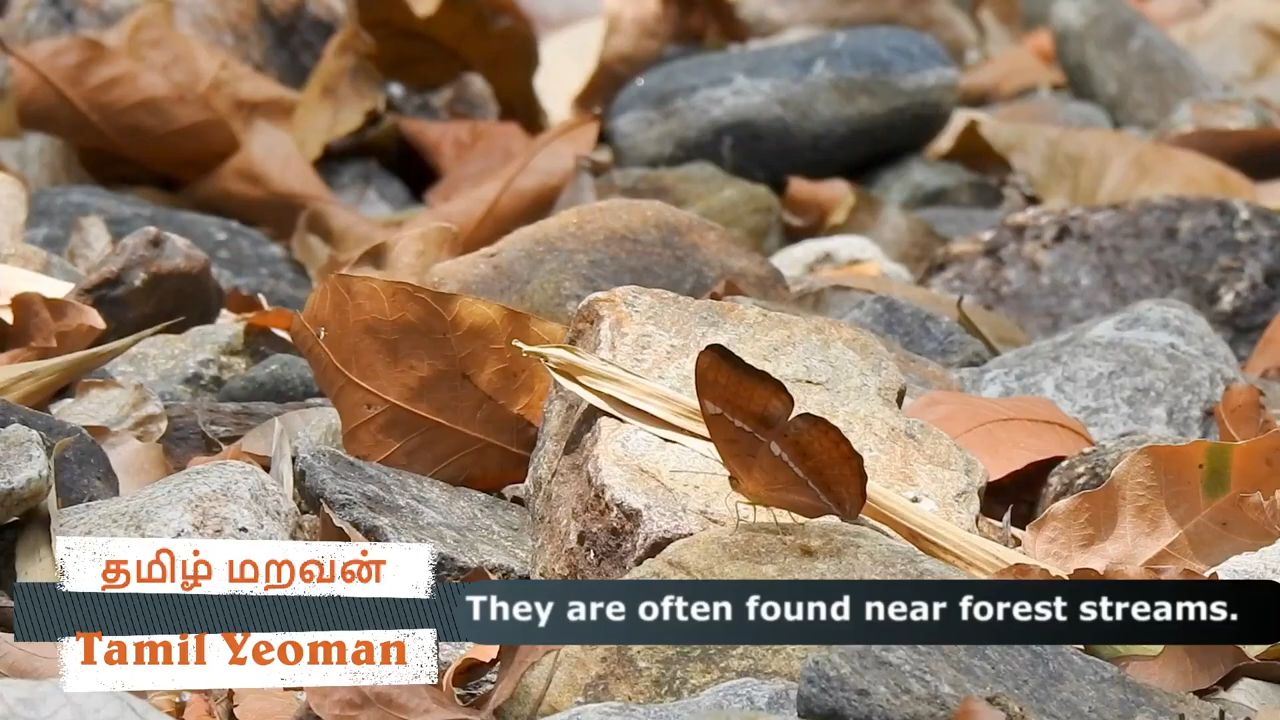 தமிழ் மறவன்
Tamil Yeoman
They are often found near forest streams.